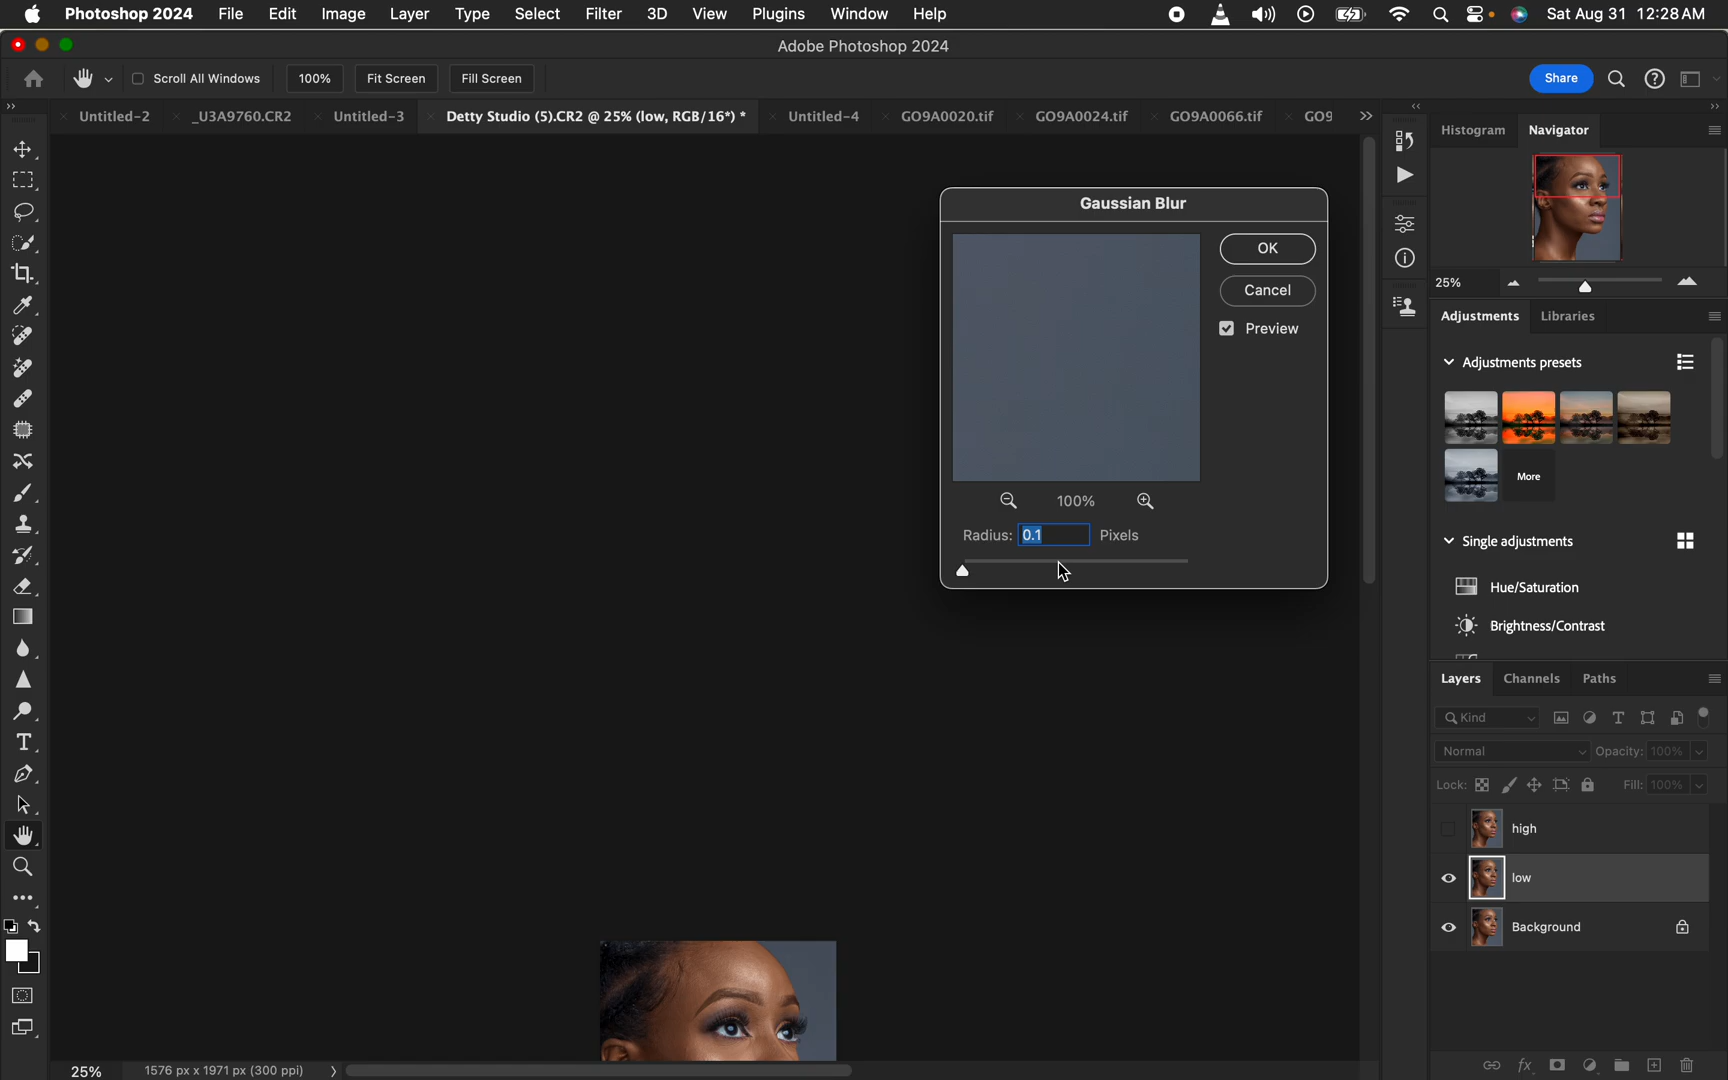 Photoshop 2024 File Edit Image Layer Type Select Filter 3D View Plugins Window Help Sat Aug 31 12:28 AM
Adobe Photoshop 2024
Scroll All Windows 100% Fit Screen Fill Screen Share
Untitled-2 _U3A9760.CR2 Untitled-3 Detty Studio (5).CR2 @ 25% (low, RGB/16*) * Untitled-4 GO9A0020.tif GO9A0024.tif GO9A0066.tif GO9
Histogram Navigator
25%
Gaussian Blur
OK
Cancel
Preview
100%
Radius: 0.1 Pixels
Adjustments Libraries
Adjustments presets
More
Single adjustments
Hue/Saturation
Brightness/Contrast
Layers Channels Paths
Kind
Normal Opacity: 100%
Lock: Fill: 100%
high
low
Background
fx
25% 1576 px x 1971 px (300 ppi)